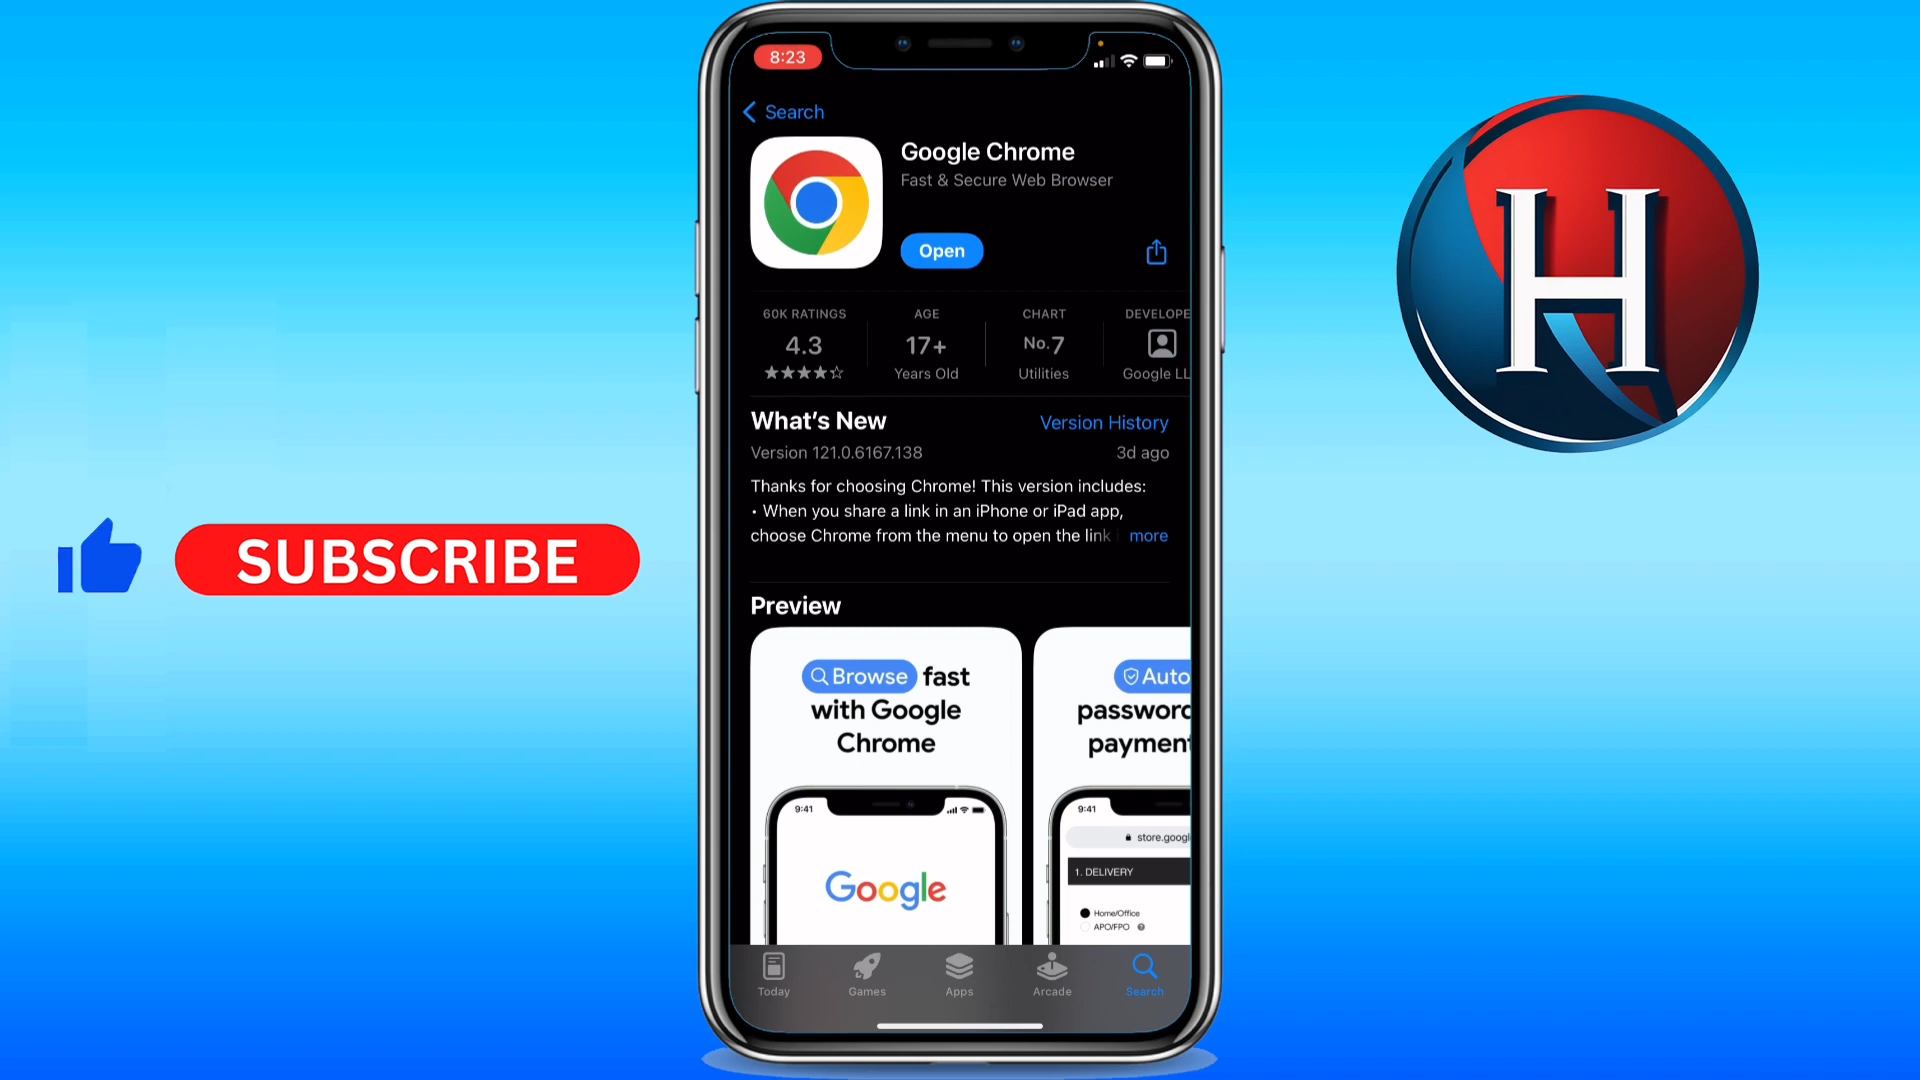 8:23
Search
Google Chrome
Fast & Secure Web Browser
Open
60K RATINGS
4.3
AGE
17+
Years Old
CHART
No.7
Utilities
DEVELOPE
Google LL
What's New
Version History
Version 121.0.6167.138
3d ago
Thanks for choosing Chrome! This version includes:
• When you share a link in an iPhone or iPad app,
choose Chrome from the menu to open the link
more
Preview
Browse fast
with Google
Chrome
9:41
Google
Auto
password
payment
9:41
store.googl
1. DELIVERY
Home/Office
APO/FPO
Today
Games
Apps
Arcade
Search
SUBSCRIBE
H